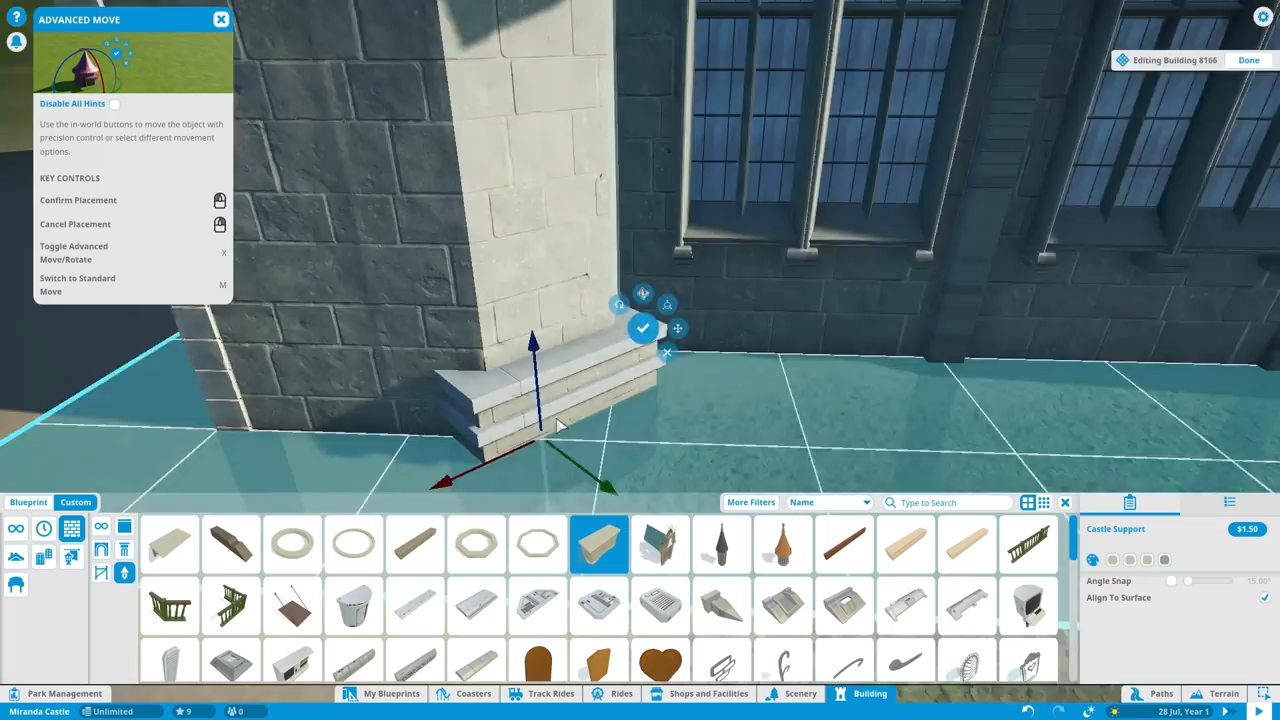 ADVANCED MOVE
Disable All Hints
Use the in-world buttons to move the object with
precision control or select different movement
options.
KEY CONTROLS
Confirm Placement
Cancel Placement
Toggle Advanced
Move/Rotate
X
Switch to Standard
Move
M
Editing Building 8166
Done
Blueprint
Custom
More Filters
Name
Type to Search
Castle Support
$1.50
Angle Snap
15.00°
Align To Surface
Park Management
My Blueprints
Coasters
Track Rides
Rides
Shops and Facilities
Scenery
Building
Paths
Terrain
Miranda Castle
Unlimited
9
0
28 Jul, Year 1